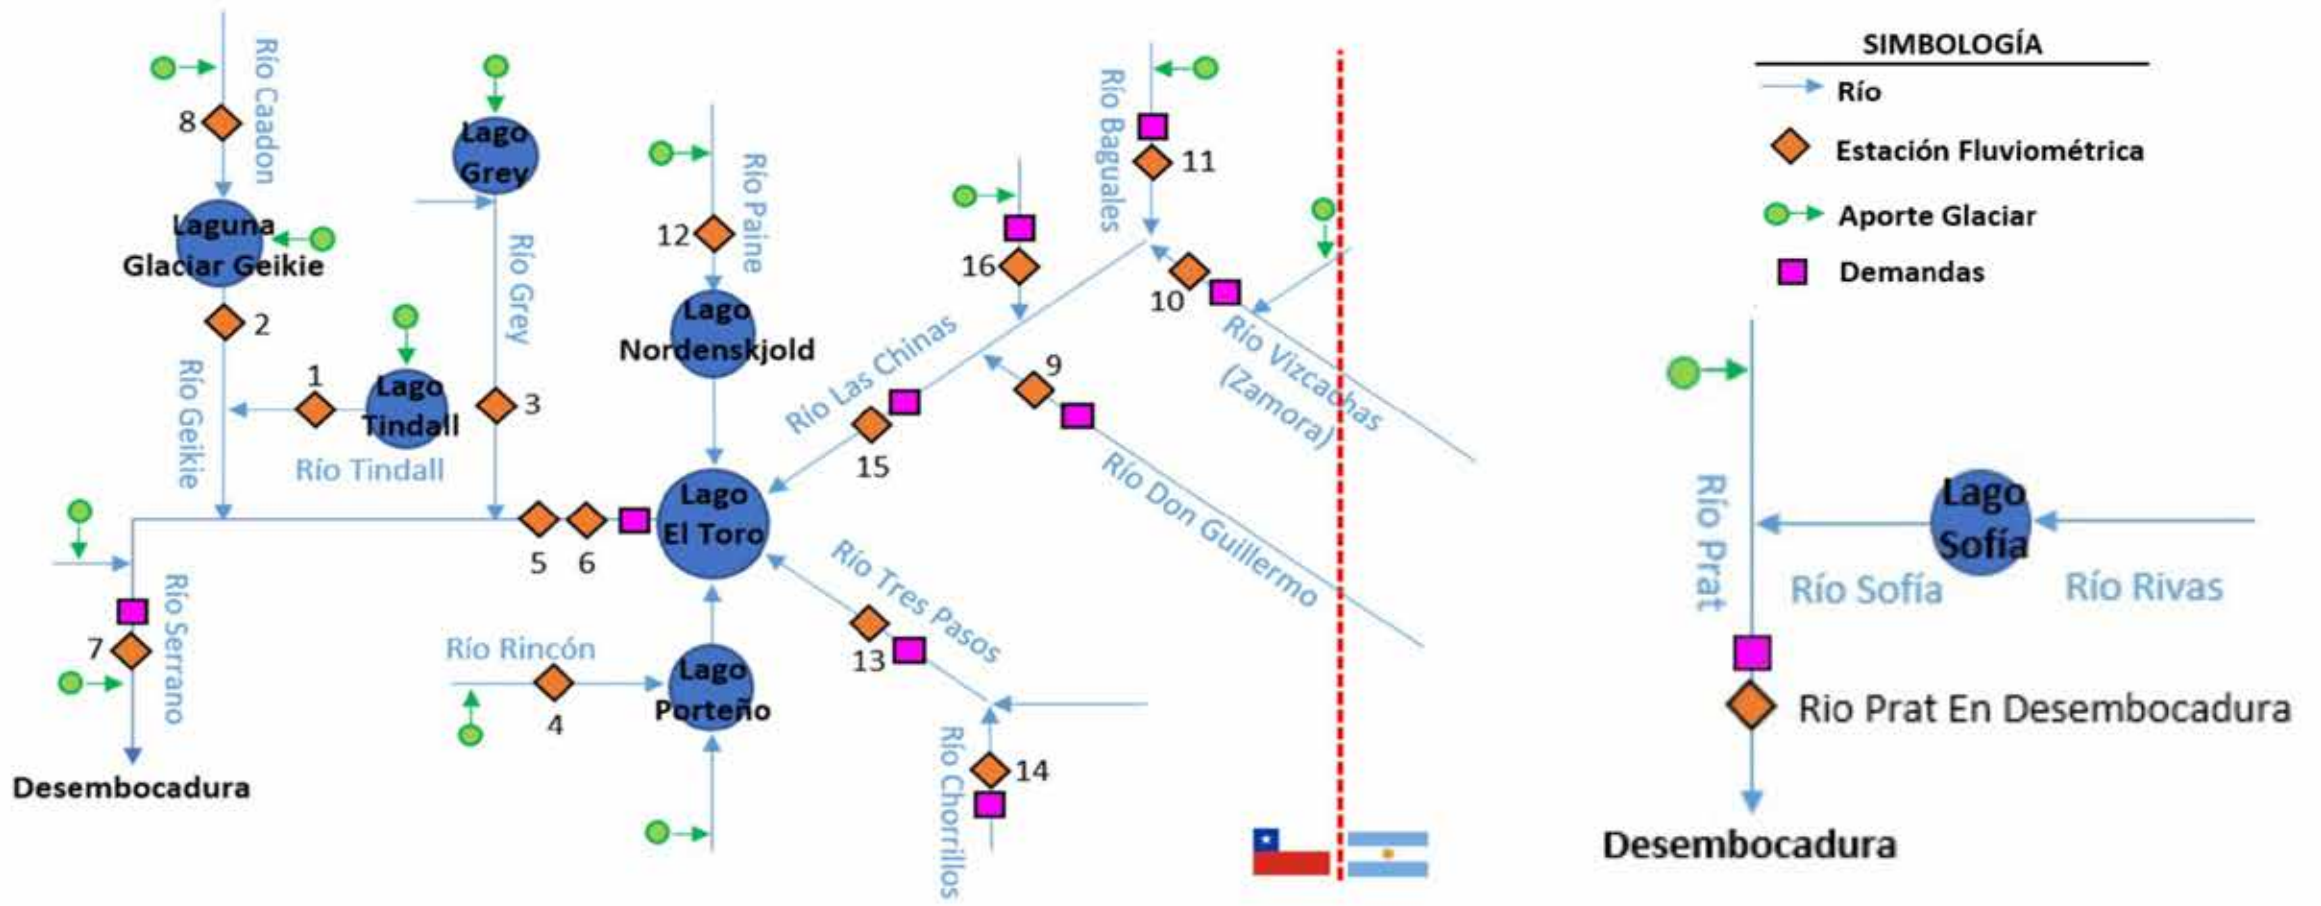 Río Caadon
8
Laguna
Glaciar Geikie
2
Río Geikie
1
Lago
Tindall
Río Tindall
Lago
Grey
Río Grey
3
Río Paine
12
Lago
Nordenskjold
Río Baguales
11
16
10
Río Vizcachas
(Zamora)
Río Las Chinas
15
9
Río Don Guillermo
Lago
El Toro
5
6
Río Serrano
7
Desembocadura
Río Rincón
4
Lago
Porteño
Río Tres Pasos
13
14
Río Chorrillos
SIMBOLOGÍA
Río
Estación Fluviométrica
Aporte Glaciar
Demandas
Río Prat
Lago
Sofía
Río Sofía
Río Rivas
Rio Prat En Desembocadura
Desembocadura